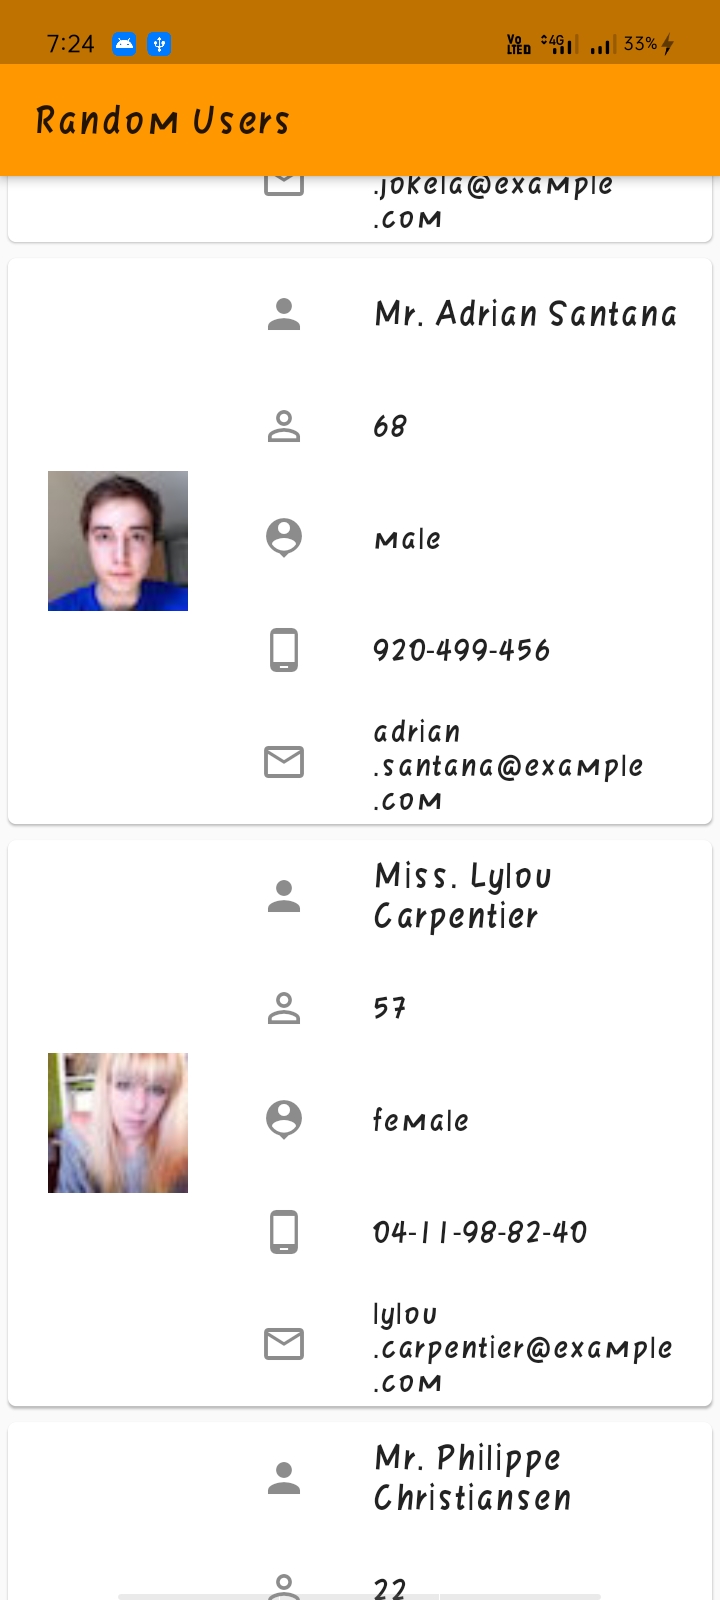 7:24
Vo LTED 4G 33%
Random Users
.jokela@example
.com
Mr. Adrian Santana
68
male
920-499-456
adrian
.santana@example
.com
Miss. Lylou
Carpentier
57
female
04-11-98-82-40
lylou
.carpentier@example
.com
Mr. Philippe
Christiansen
22